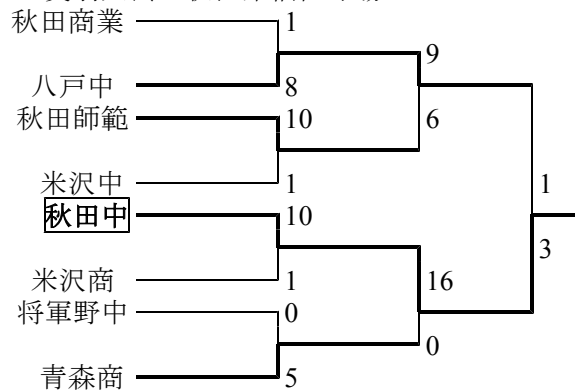 秋田商業 1
9
八戸中 8
秋田師範 10
6
米沢中 1
1
秋田中 10
3
米沢商 1
16
将軍野中 0
0
青森商 5